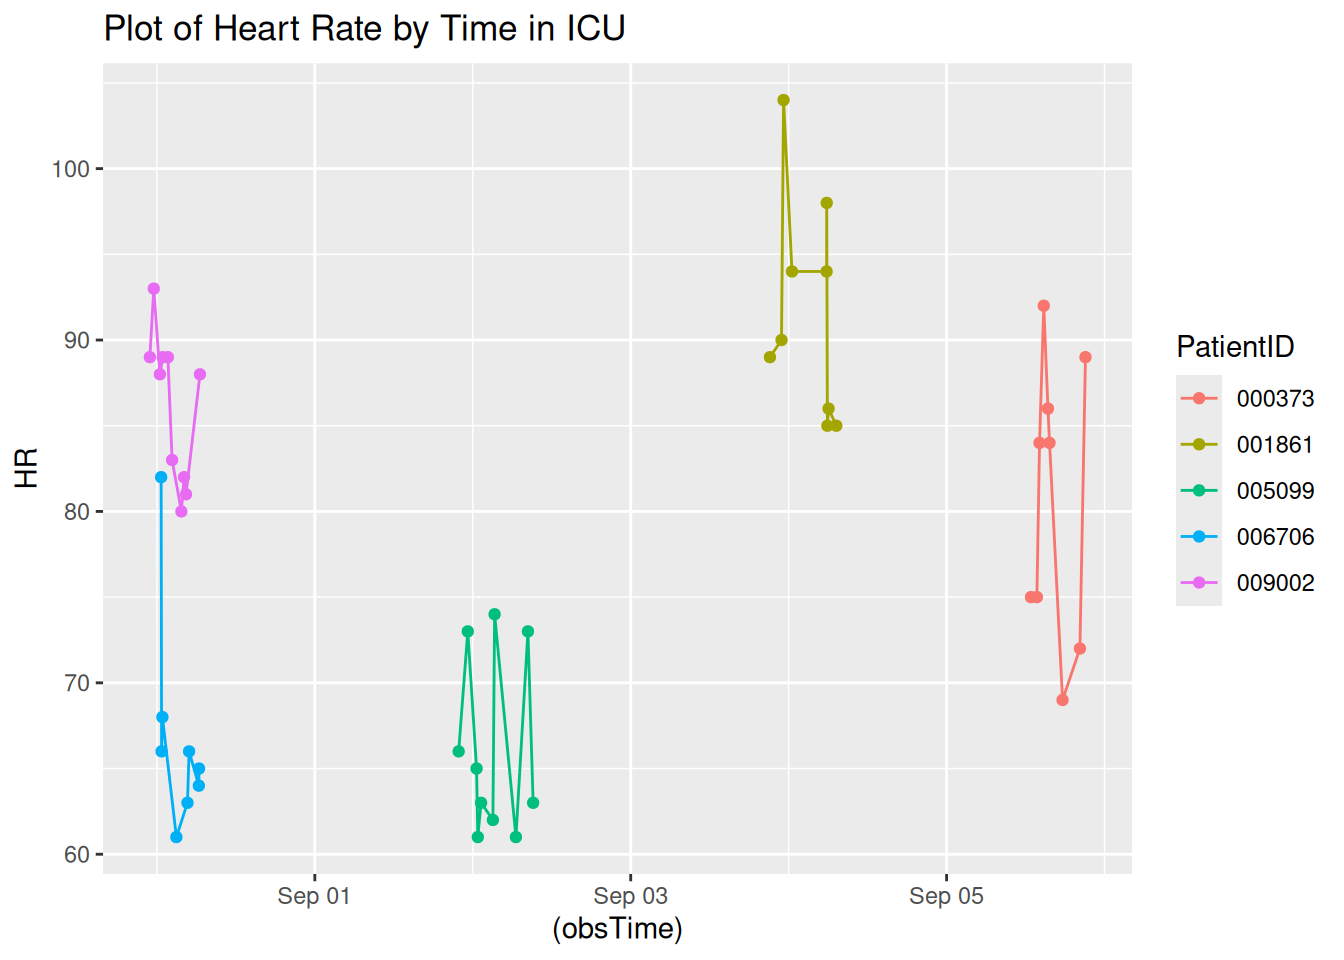 Plot of Heart Rate by Time in ICU
HR
100
90
80
70
60
Sep 01
Sep 03
Sep 05
(obsTime)
PatientID
000373
001861
005099
006706
009002